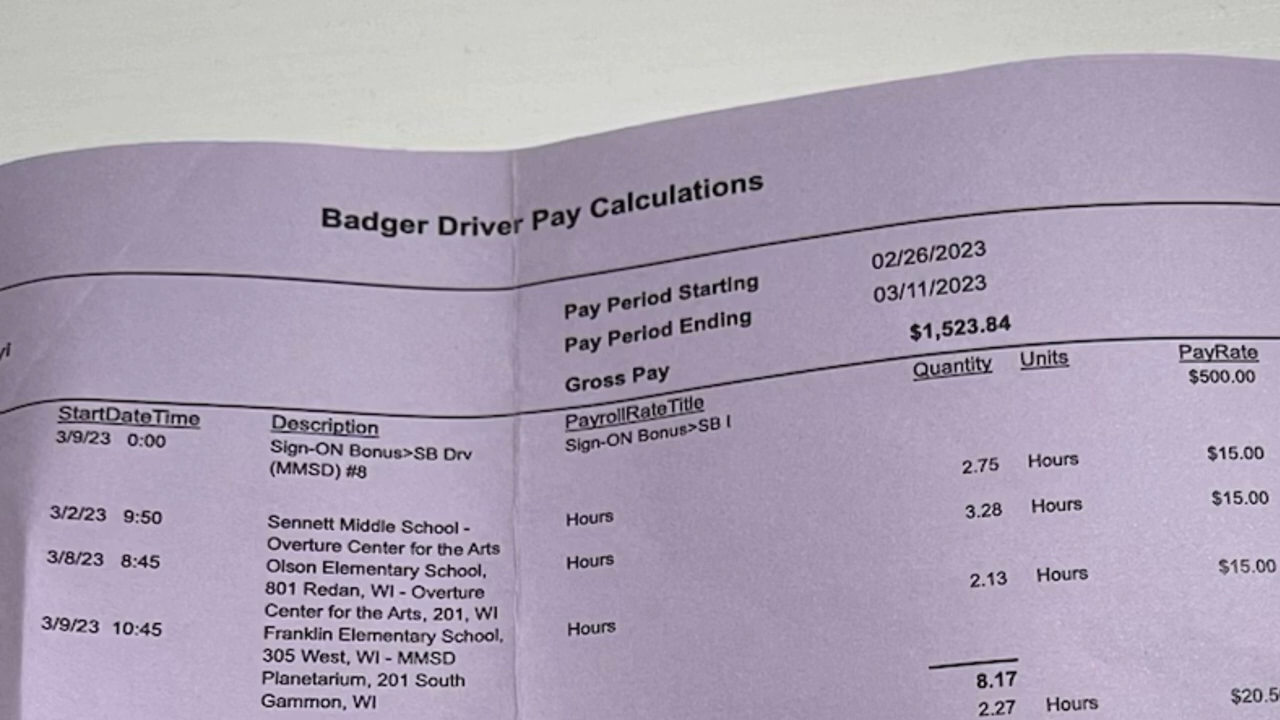 Badger Driver Pay Calculations
Pay Period Starting 02/26/2023
Pay Period Ending 03/11/2023
Gross Pay $1,523.84
StartDateTime Description PayrollRateTitle Quantity Units PayRate
3/9/23 0:00 Sign-ON Bonus>SB Drv Sign-ON Bonus>SB I $500.00
(MMSD) #8
3/2/23 9:50 Sennett Middle School - Hours 2.75 Hours $15.00
Overture Center for the Arts
3/8/23 8:45 Olson Elementary School, Hours 3.28 Hours $15.00
801 Redan, WI - Overture
Center for the Arts, 201, WI
3/9/23 10:45 Franklin Elementary School, Hours 2.13 Hours $15.00
305 West, WI - MMSD
Planetarium, 201 South
Gammon, WI
8.17
2.27 Hours